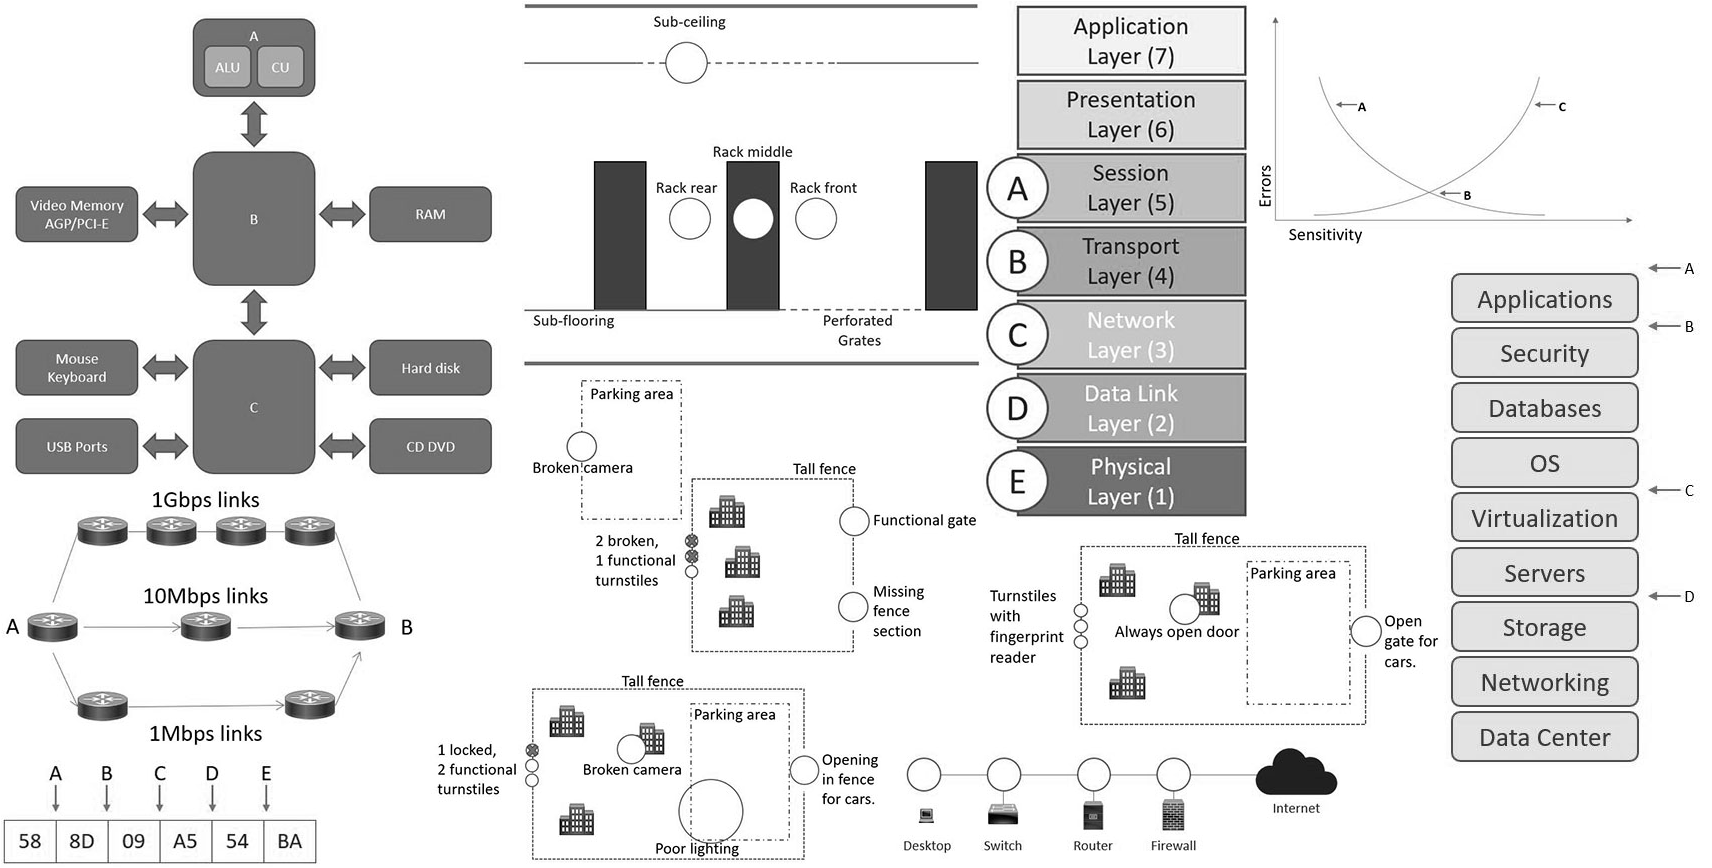 A
ALU
CU
Video Memory
AGP/PCI-E
B
RAM
Mouse
Keyboard
C
Hard disk
USB Ports
CD DVD
1Gbps links
10Mbps links
A
B
1Mbps links
A
B
C
D
E
58
8D
09
A5
54
BA
Sub-ceiling
Rack middle
Rack rear
Rack front
Sub-flooring
Perforated
Grates
Parking area
Broken camera
Tall fence
Functional gate
2 broken,
1 functional
turnstiles
Missing
fence
section
Tall fence
Parking area
1 locked,
2 functional
turnstiles
Broken camera
Opening
in fence
for cars.
Poor lighting
Application
Layer (7)
Presentation
Layer (6)
A
Session
Layer (5)
B
Transport
Layer (4)
C
Network
Layer (3)
D
Data Link
Layer (2)
E
Physical
Layer (1)
Tall fence
Parking area
Turnstiles
with
fingerprint
reader
Always open door
Open
gate for
cars.
Desktop
Switch
Router
Firewall
Internet
Errors
A
C
B
Sensitivity
A
Applications
B
Security
Databases
OS
C
Virtualization
Servers
D
Storage
Networking
Data Center